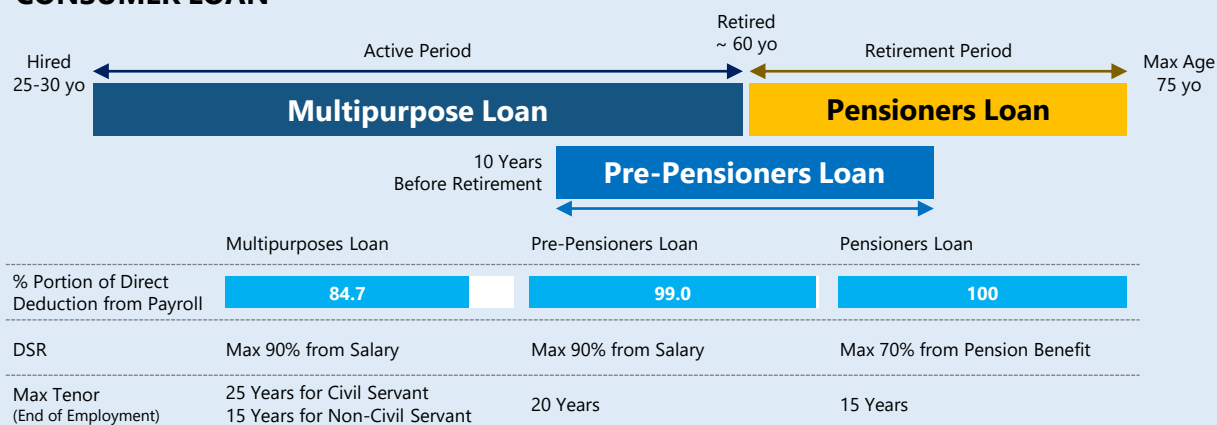 CONSUMER LOAN
Retired
~ 60 yo
Active Period
Retirement Period
Hired
25-30 yo
Max Age
75 yo
Multipurpose Loan
Pensioners Loan
10 Years
Before Retirement
Pre-Pensioners Loan
Multipurposes Loan
Pre-Pensioners Loan
Pensioners Loan
% Portion of Direct
Deduction from Payroll
84.7
99.0
100
DSR
Max 90% from Salary
Max 90% from Salary
Max 70% from Pension Benefit
Max Tenor
(End of Employment)
25 Years for Civil Servant
15 Years for Non-Civil Servant
20 Years
15 Years